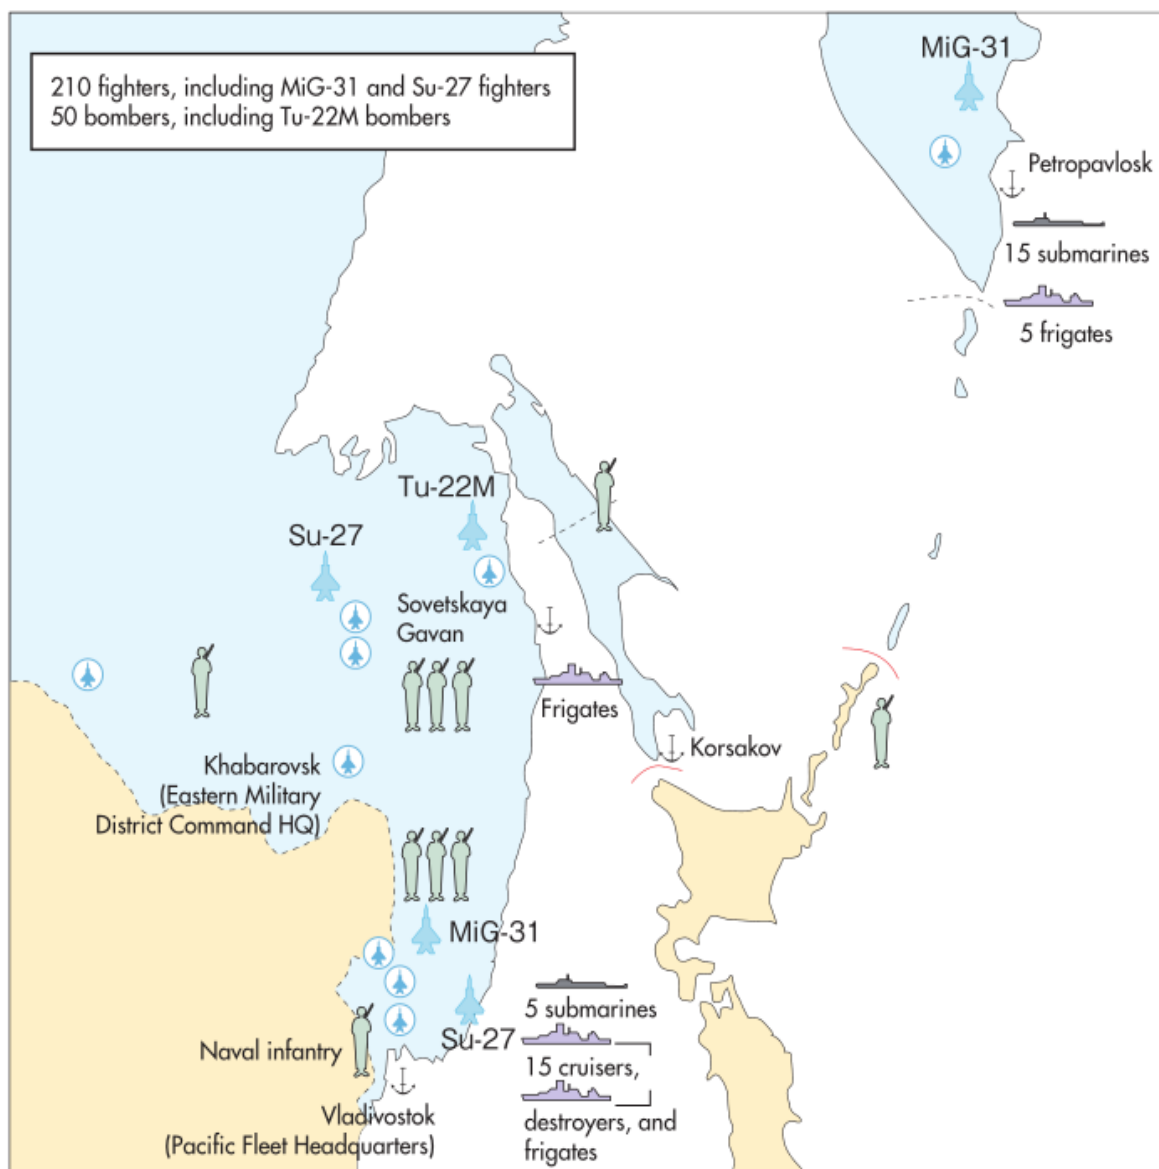 210 fighters, including MiG-31 and Su-27 fighters
50 bombers, including Tu-22M bombers
MiG-31
Petropavlosk
15 submarines
5 frigates
Tu-22M
Su-27
Sovetskaya
Gavan
Frigates
Korsakov
Khabarovsk
(Eastern Military
District Command HQ)
MiG-31
5 submarines
Su-27
15 cruisers,
destroyers, and
frigates
Naval infantry
Vladivostok
(Pacific Fleet Headquarters)